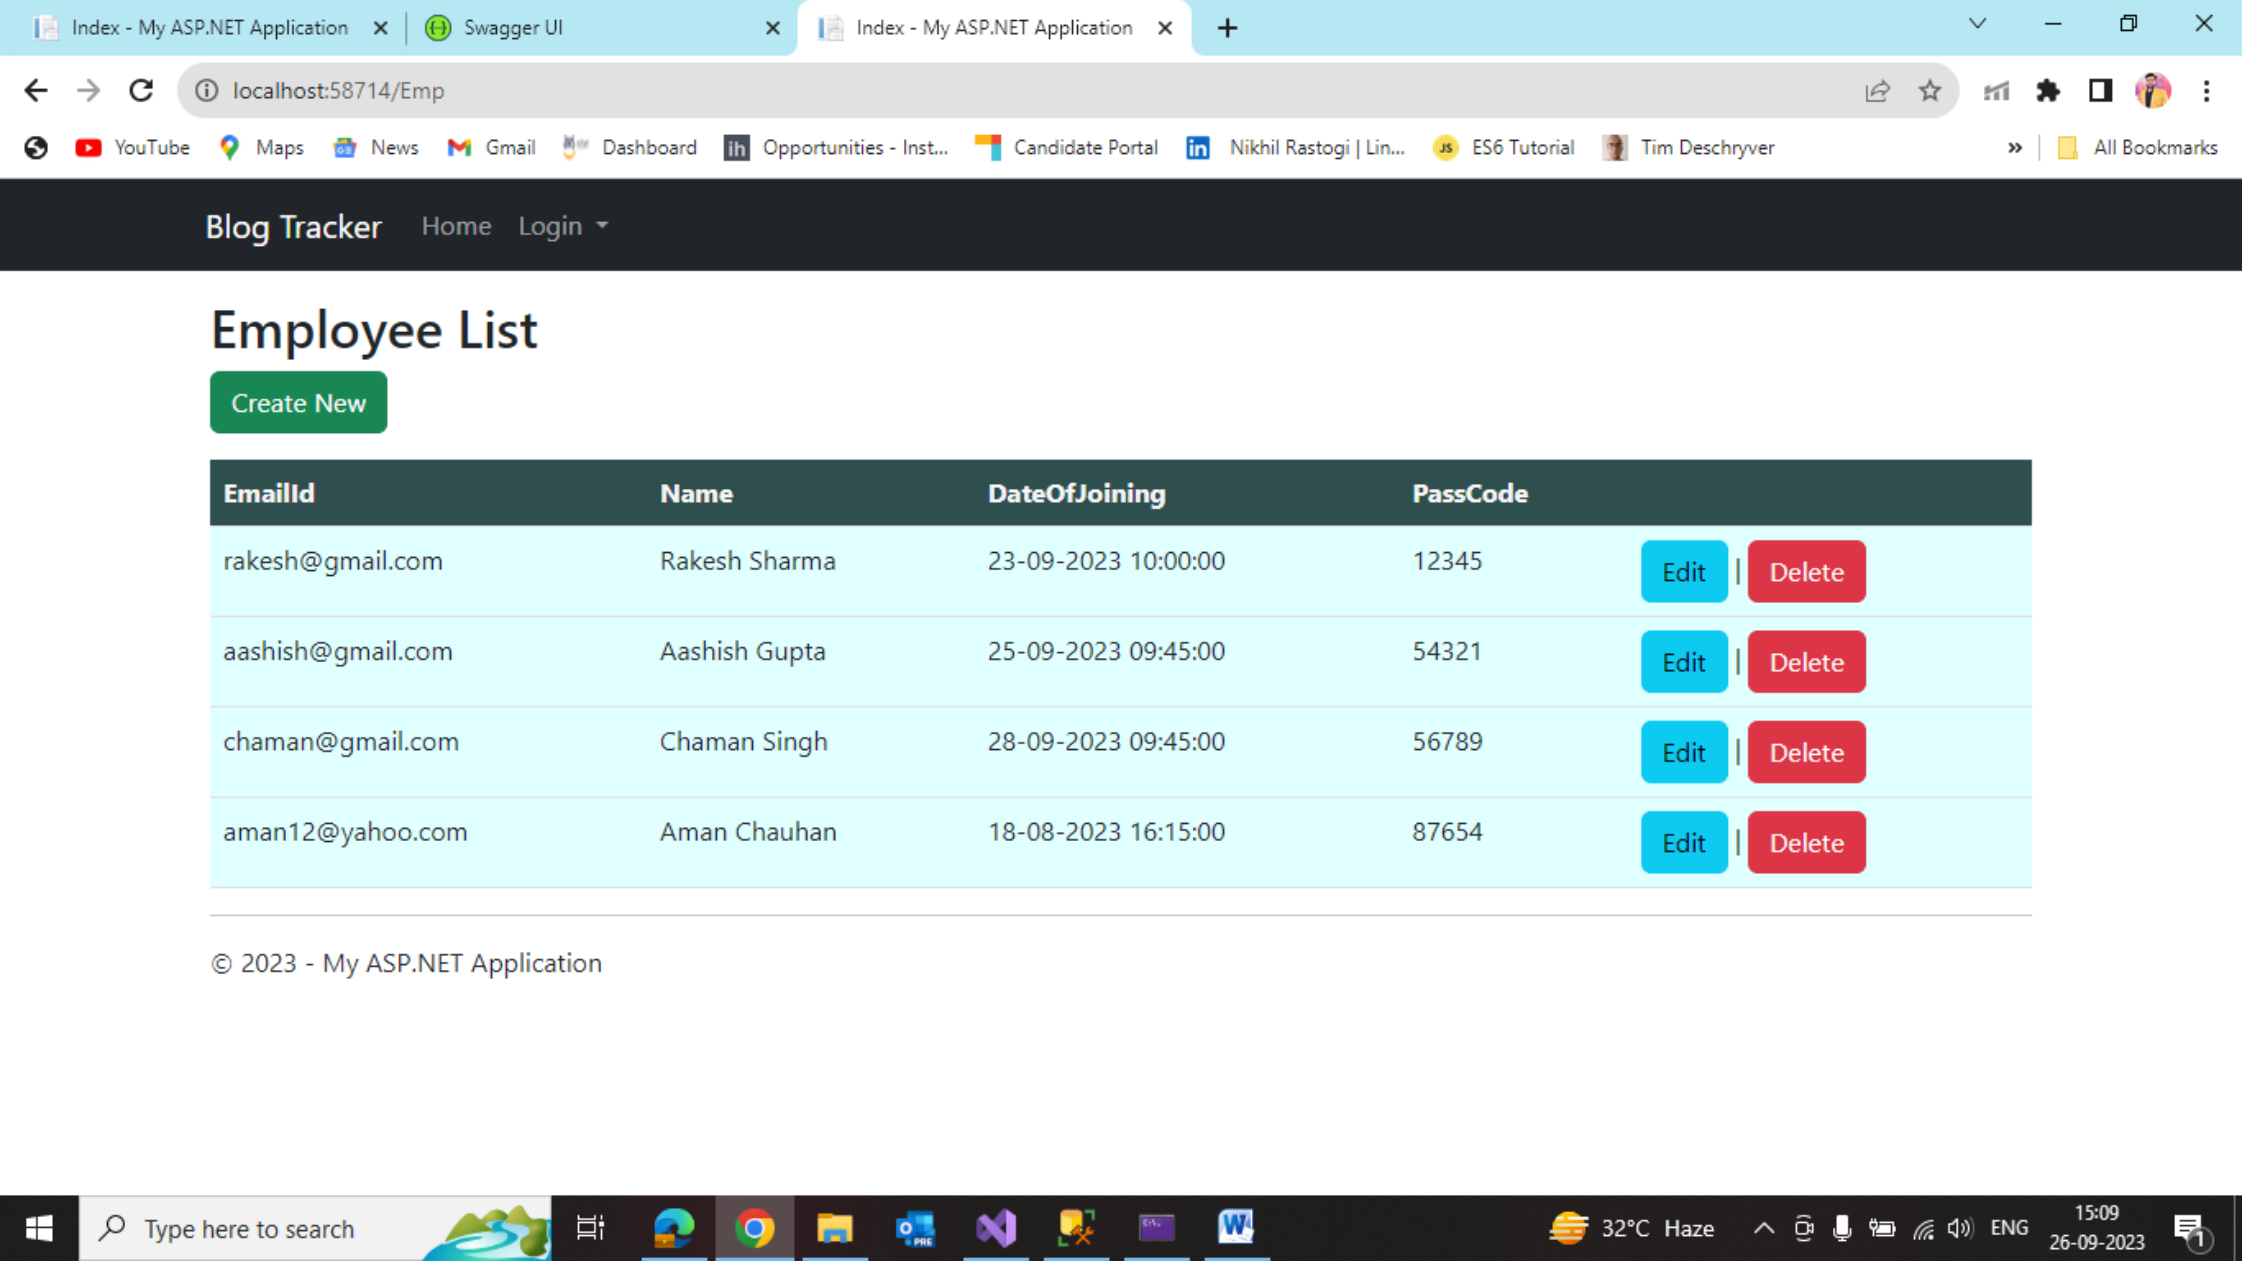 Index - My ASP.NET Application Swagger UI Index - My ASP.NET Application
localhost:58714/Emp
YouTube Maps News Gmail Dashboard ih Opportunities - Inst... Candidate Portal in Nikhil Rastogi | Lin... JS ES6 Tutorial Tim Deschryver » All Bookmarks
Blog Tracker Home Login
Employee List
Create New
EmailId Name DateOfJoining PassCode
rakesh@gmail.com Rakesh Sharma 23-09-2023 10:00:00 12345 Edit | Delete
aashish@gmail.com Aashish Gupta 25-09-2023 09:45:00 54321 Edit | Delete
chaman@gmail.com Chaman Singh 28-09-2023 09:45:00 56789 Edit | Delete
aman12@yahoo.com Aman Chauhan 18-08-2023 16:15:00 87654 Edit | Delete
© 2023 - My ASP.NET Application
Type here to search PRE W 32°C Haze ENG 15:09
26-09-2023 1